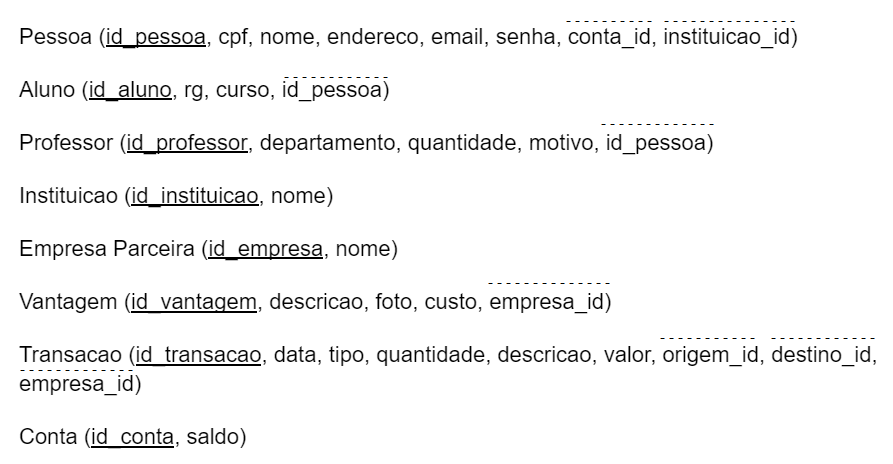 Pessoa (id_pessoa, cpf, nome, endereco, email, senha, conta_id, instituicao_id)
Aluno (id_aluno, rg, curso, id_pessoa)
Professor (id_professor, departamento, quantidade, motivo, id_pessoa)
Instituicao (id_instituicao, nome)
Empresa Parceira (id_empresa, nome)
Vantagem (id_vantagem, descricao, foto, custo, empresa_id)
Transacao (id_transacao, data, tipo, quantidade, descricao, valor, origem_id, destino_id,
empresa_id)
Conta (id_conta, saldo)